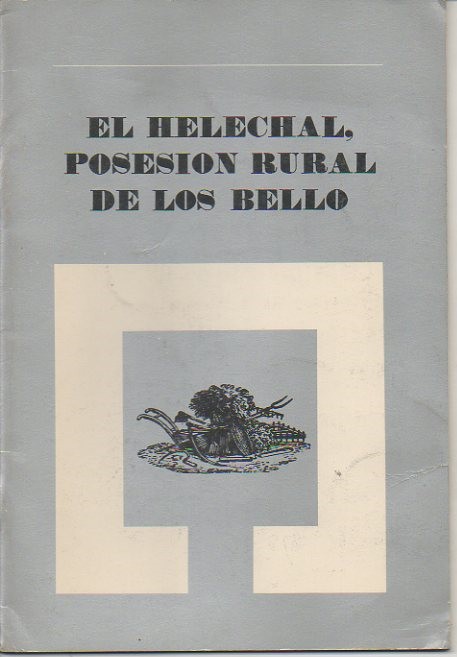 EL HELECHAL,
POSESION RURAL
DE LOS BELLO